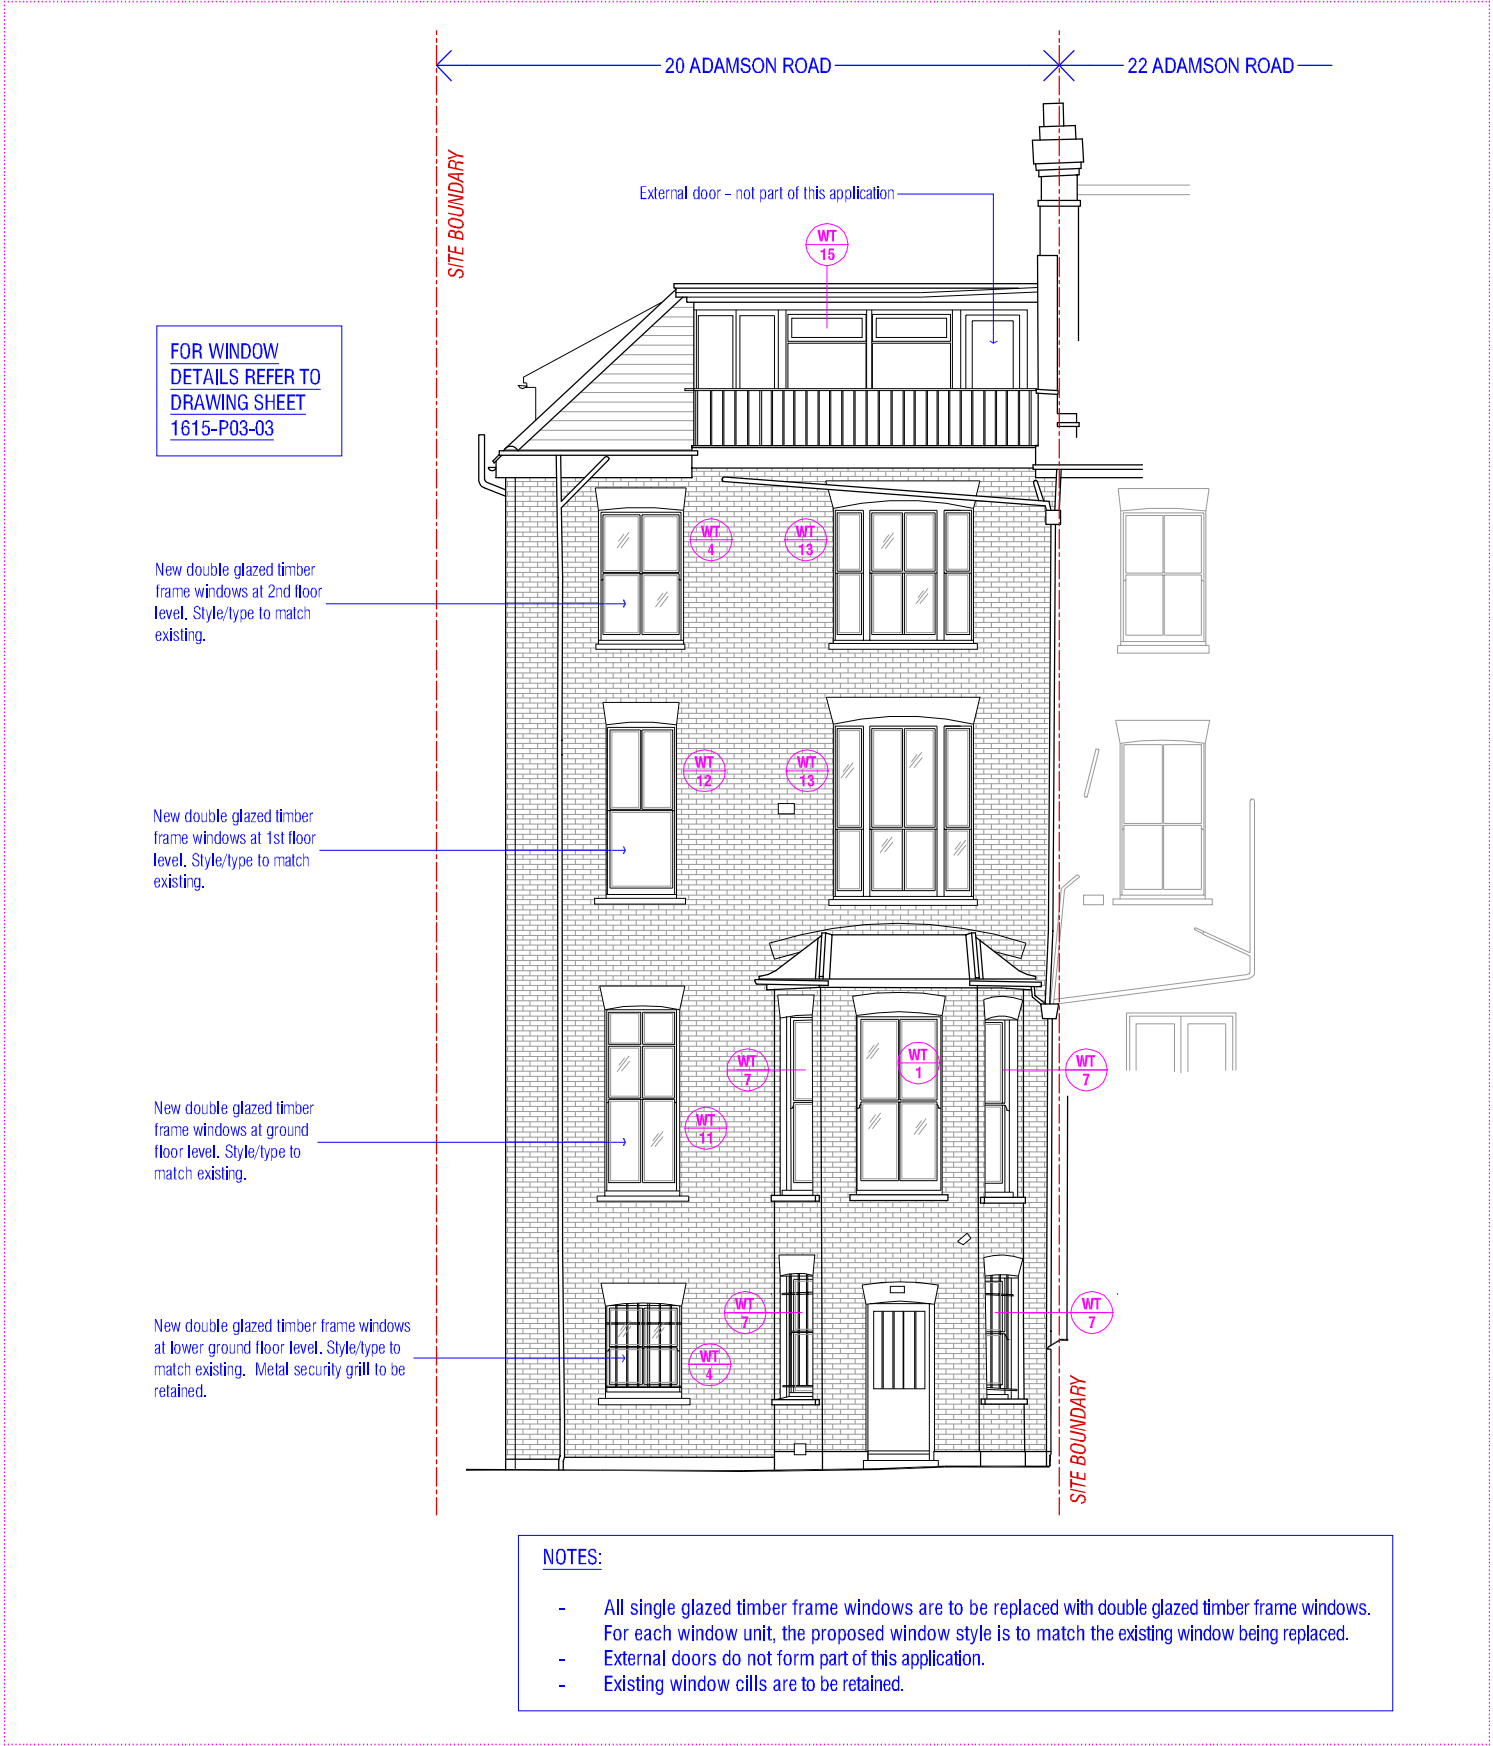 20 ADAMSON ROAD
22 ADAMSON ROAD
SITE BOUNDARY
External door - not part of this application
WT
15
FOR WINDOW
DETAILS REFER TO
DRAWING SHEET
1615-P03-03
WT
4
WT
13
New double glazed timber
frame windows at 2nd floor
level. Style/type to match
existing.
WT
12
WT
13
New double glazed timber
frame windows at 1st floor
level. Style/type to match
existing.
WT
7
WT
1
WT
7
WT
11
New double glazed timber
frame windows at ground
floor level. Style/type to
match existing.
WT
7
WT
7
WT
4
New double glazed timber frame windows
at lower ground floor level. Style/type to
match existing. Metal security grill to be
retained.
SITE BOUNDARY
NOTES:
- All single glazed timber frame windows are to be replaced with double glazed timber frame windows.
For each window unit, the proposed window style is to match the existing window being replaced.
- External doors do not form part of this application.
- Existing window cills are to be retained.